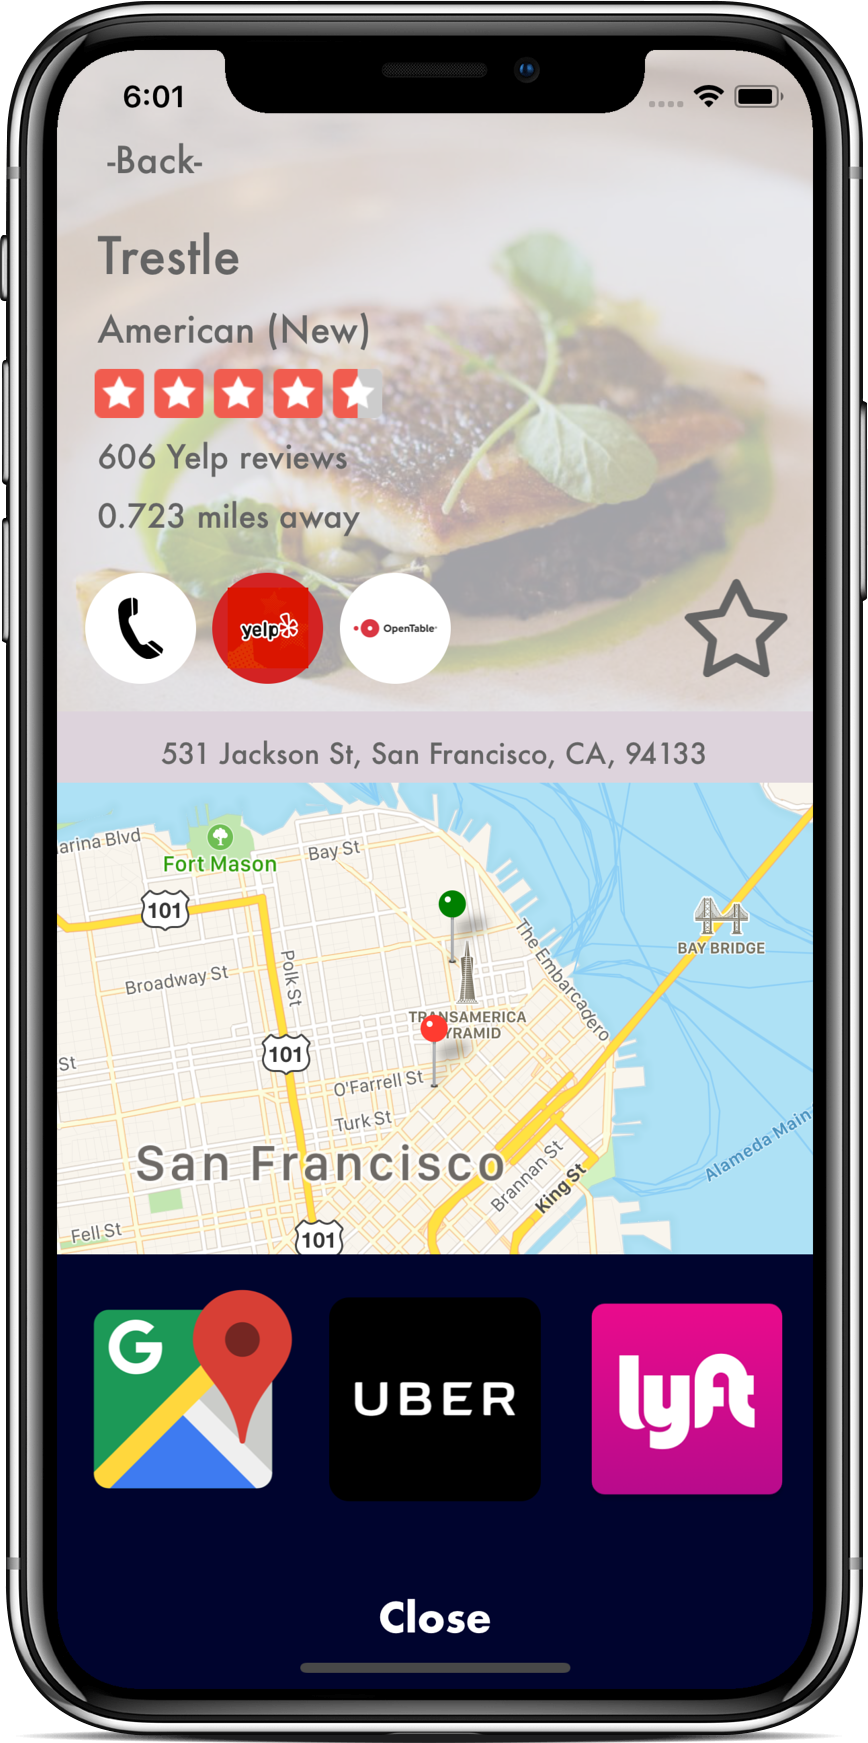 6:01
-Back-
Trestle
American (New)
606 Yelp reviews
0.723 miles away
yelp
OpenTable
531 Jackson St, San Francisco, CA, 94133
arina Blvd
Fort Mason
Bay St
101
BAY BRIDGE
The Embarcadero
Polk St
Broadway St
TRANSAMERICA
YRAMID
101
St
O'Farrell St
Turk St
San Francisco
Alameda Main
Brannan St
King St
Fell St
101
G
UBER
lyft
Close